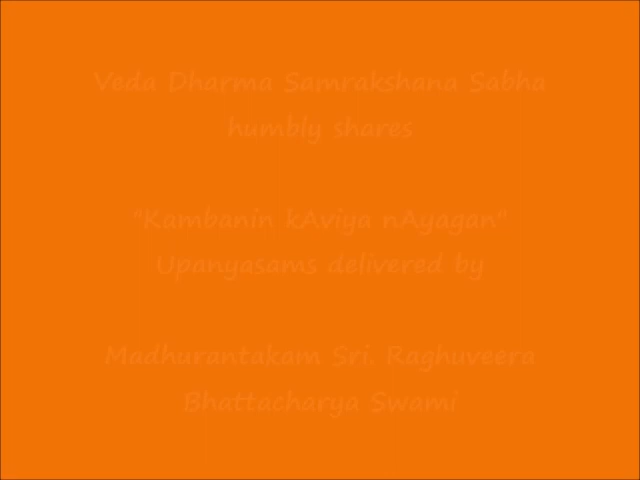 Veda Dharma Samrakshana Sabha
humbly shares
"Kambanin kAviya nAyagan"
Upanyasams delivered by
Madhurantakam Sri. Raghuveera
Bhattacharya Swami